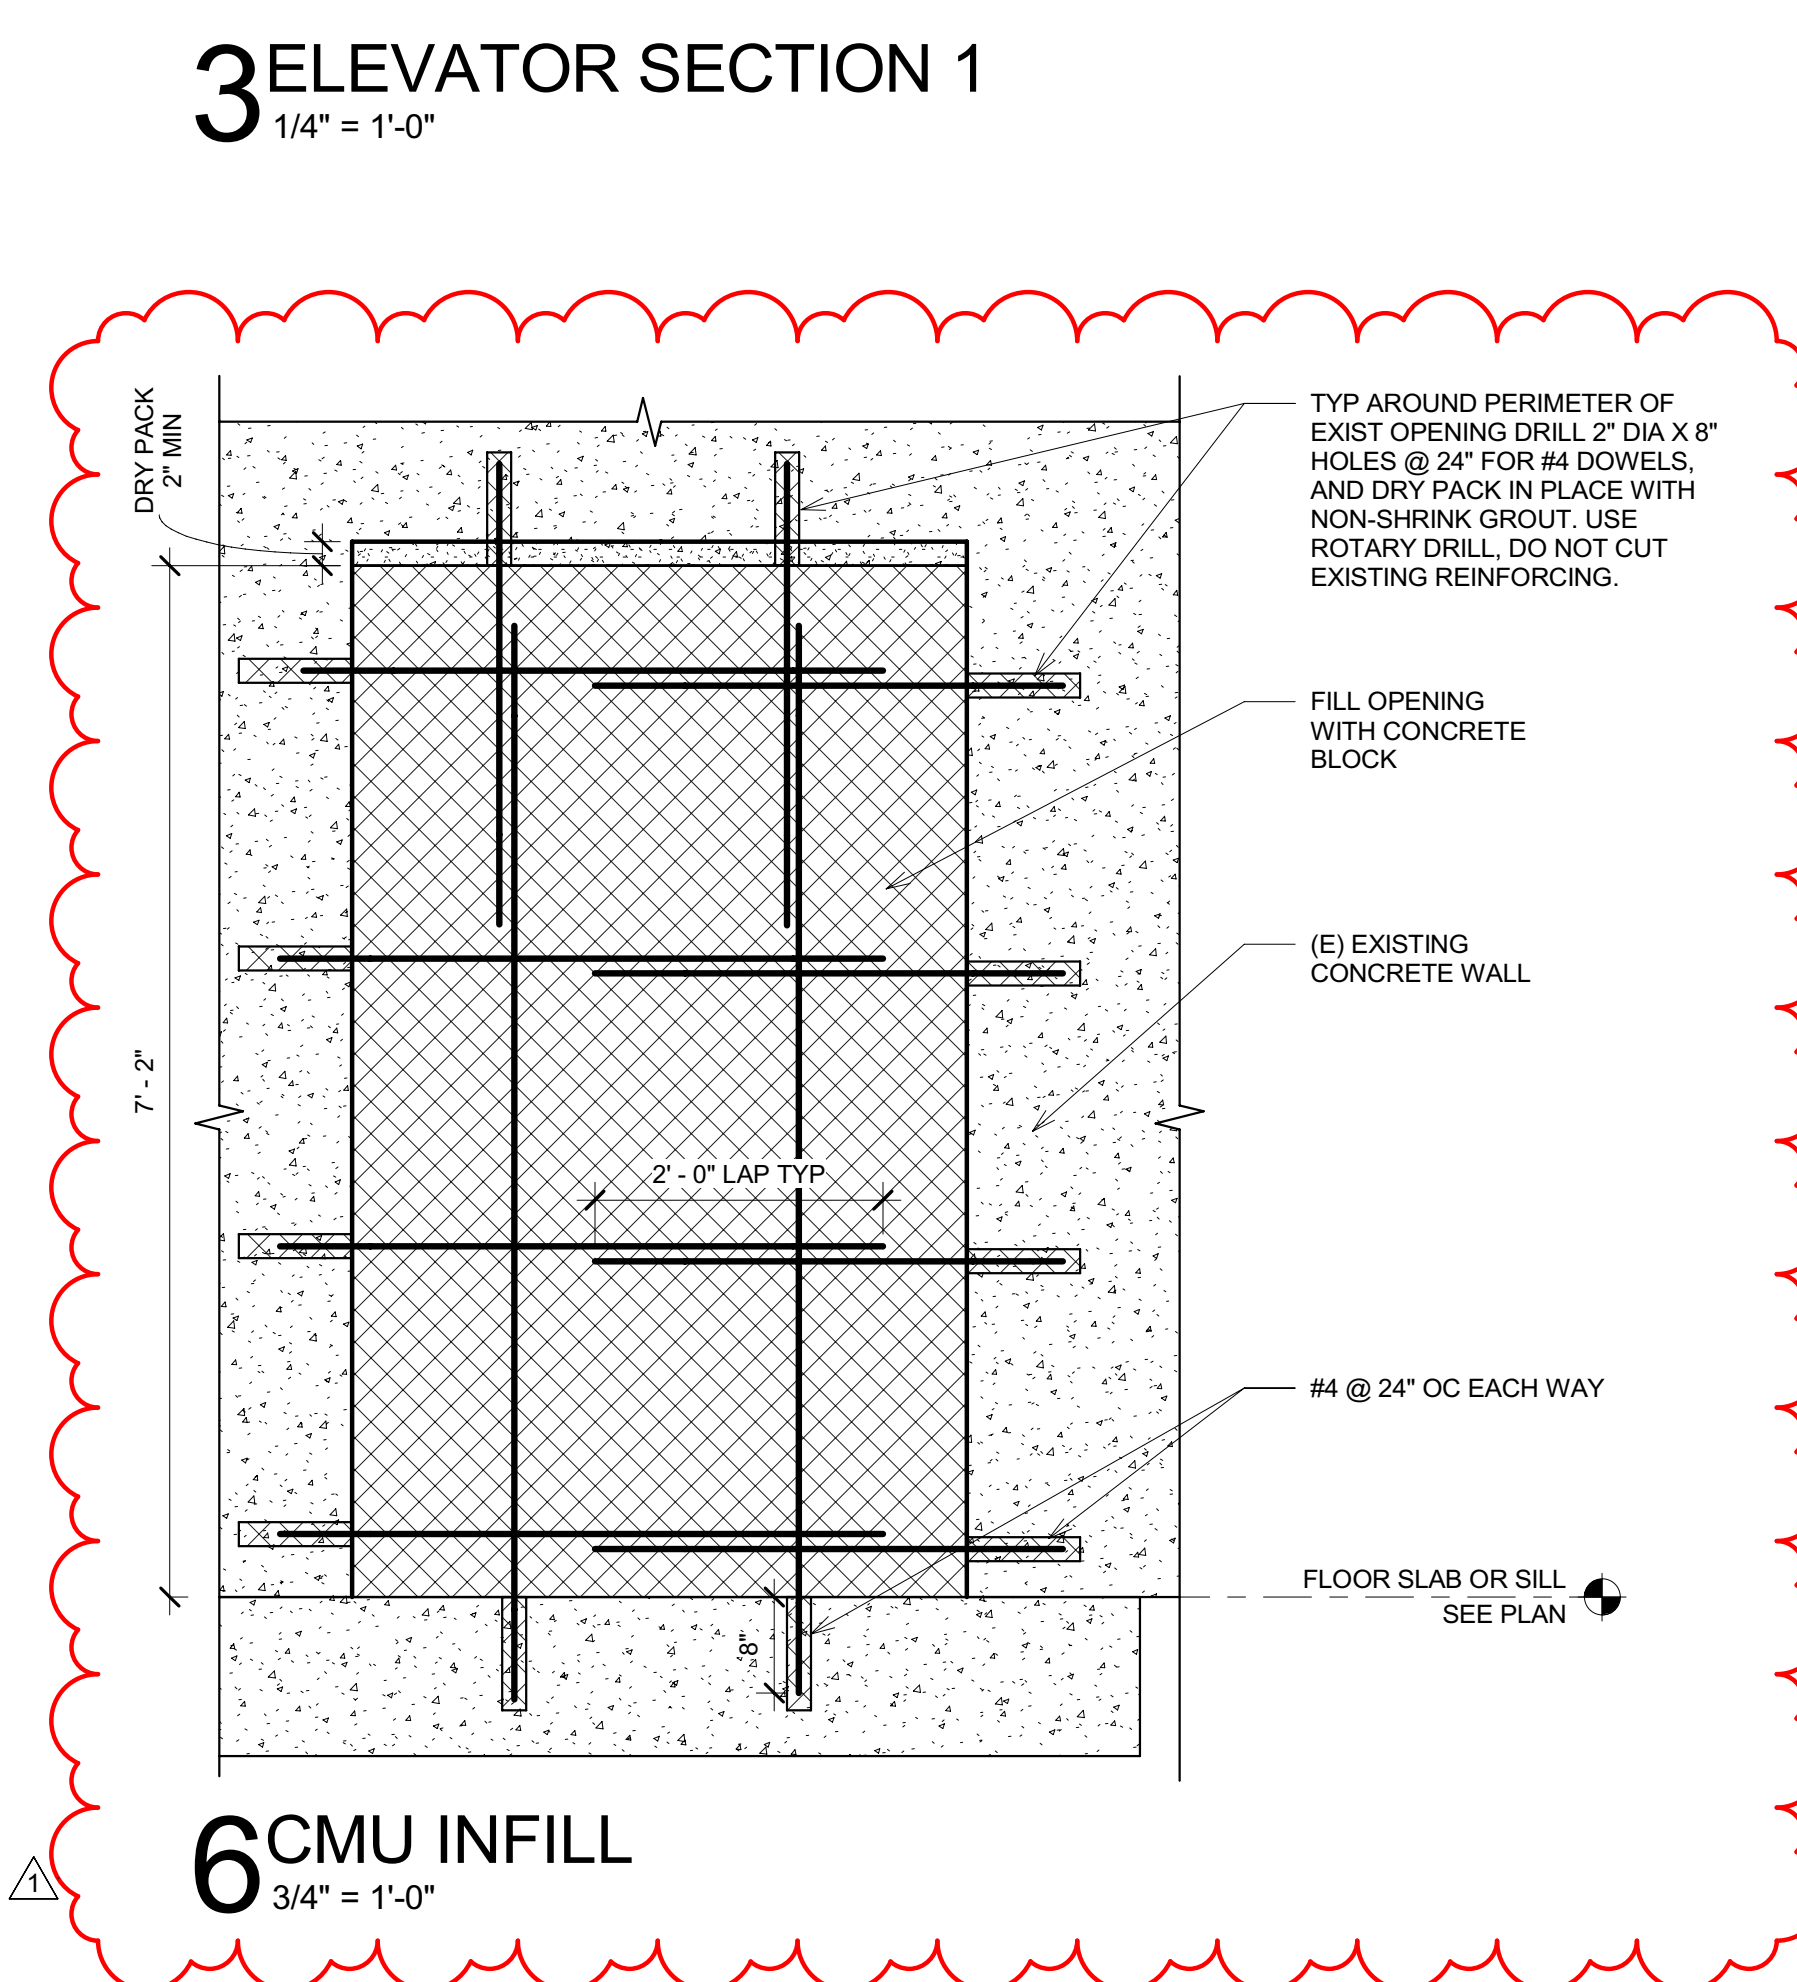 3 ELEVATOR SECTION 1
1/4" = 1'-0"
DRY PACK
2" MIN
TYP AROUND PERIMETER OF
EXIST OPENING DRILL 2" DIA X 8"
HOLES @ 24" FOR #4 DOWELS,
AND DRY PACK IN PLACE WITH
NON-SHRINK GROUT. USE
ROTARY DRILL, DO NOT CUT
EXISTING REINFORCING.
FILL OPENING
WITH CONCRETE
BLOCK
(E) EXISTING
CONCRETE WALL
7' - 2"
2' - 0" LAP TYP
#4 @ 24" OC EACH WAY
FLOOR SLAB OR SILL
SEE PLAN
8"
6 CMU INFILL
3/4" = 1'-0"
1